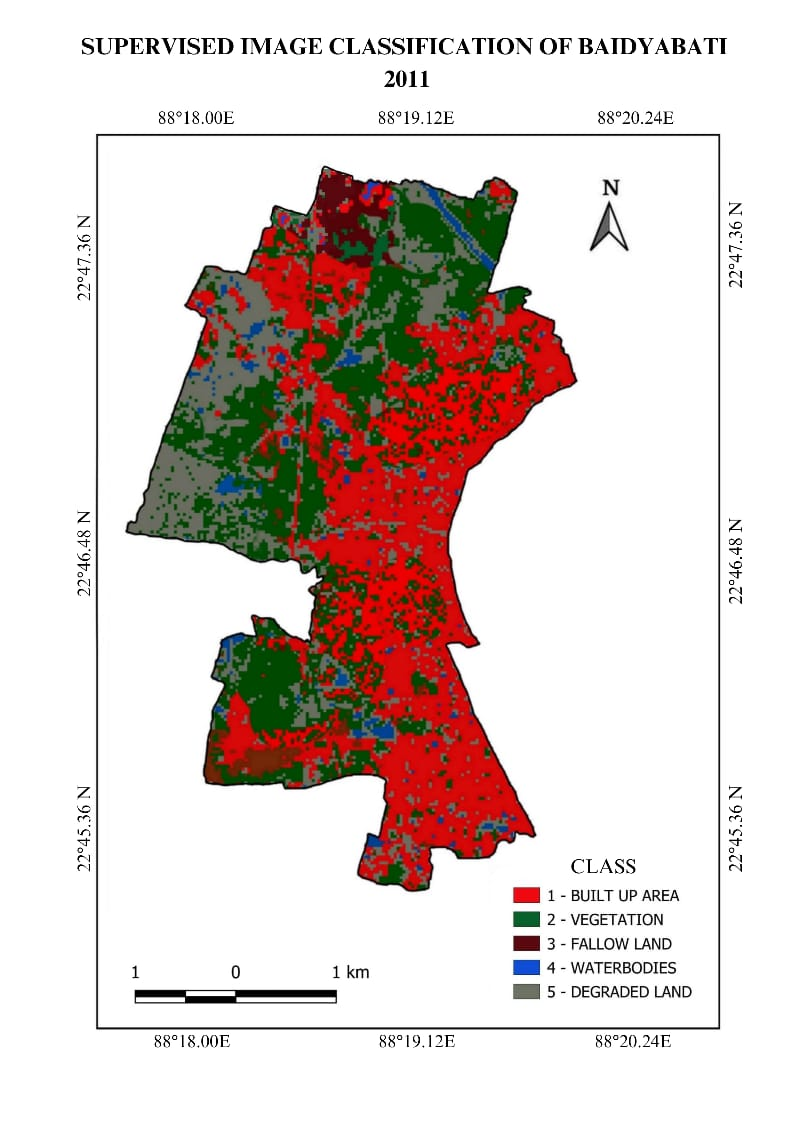 SUPERVISED IMAGE CLASSIFICATION OF BAIDYABATI
2011
88°18.00E 88°19.12E 88°20.24E
N
22°47.36 N 22°47.36 N
22°46.48 N 22°46.48 N
22°45.36 N 22°45.36 N
CLASS
1 - BUILT UP AREA
2 - VEGETATION
3 - FALLOW LAND
4 - WATERBODIES
5 - DEGRADED LAND
1 0 1 km
88°18.00E 88°19.12E 88°20.24E